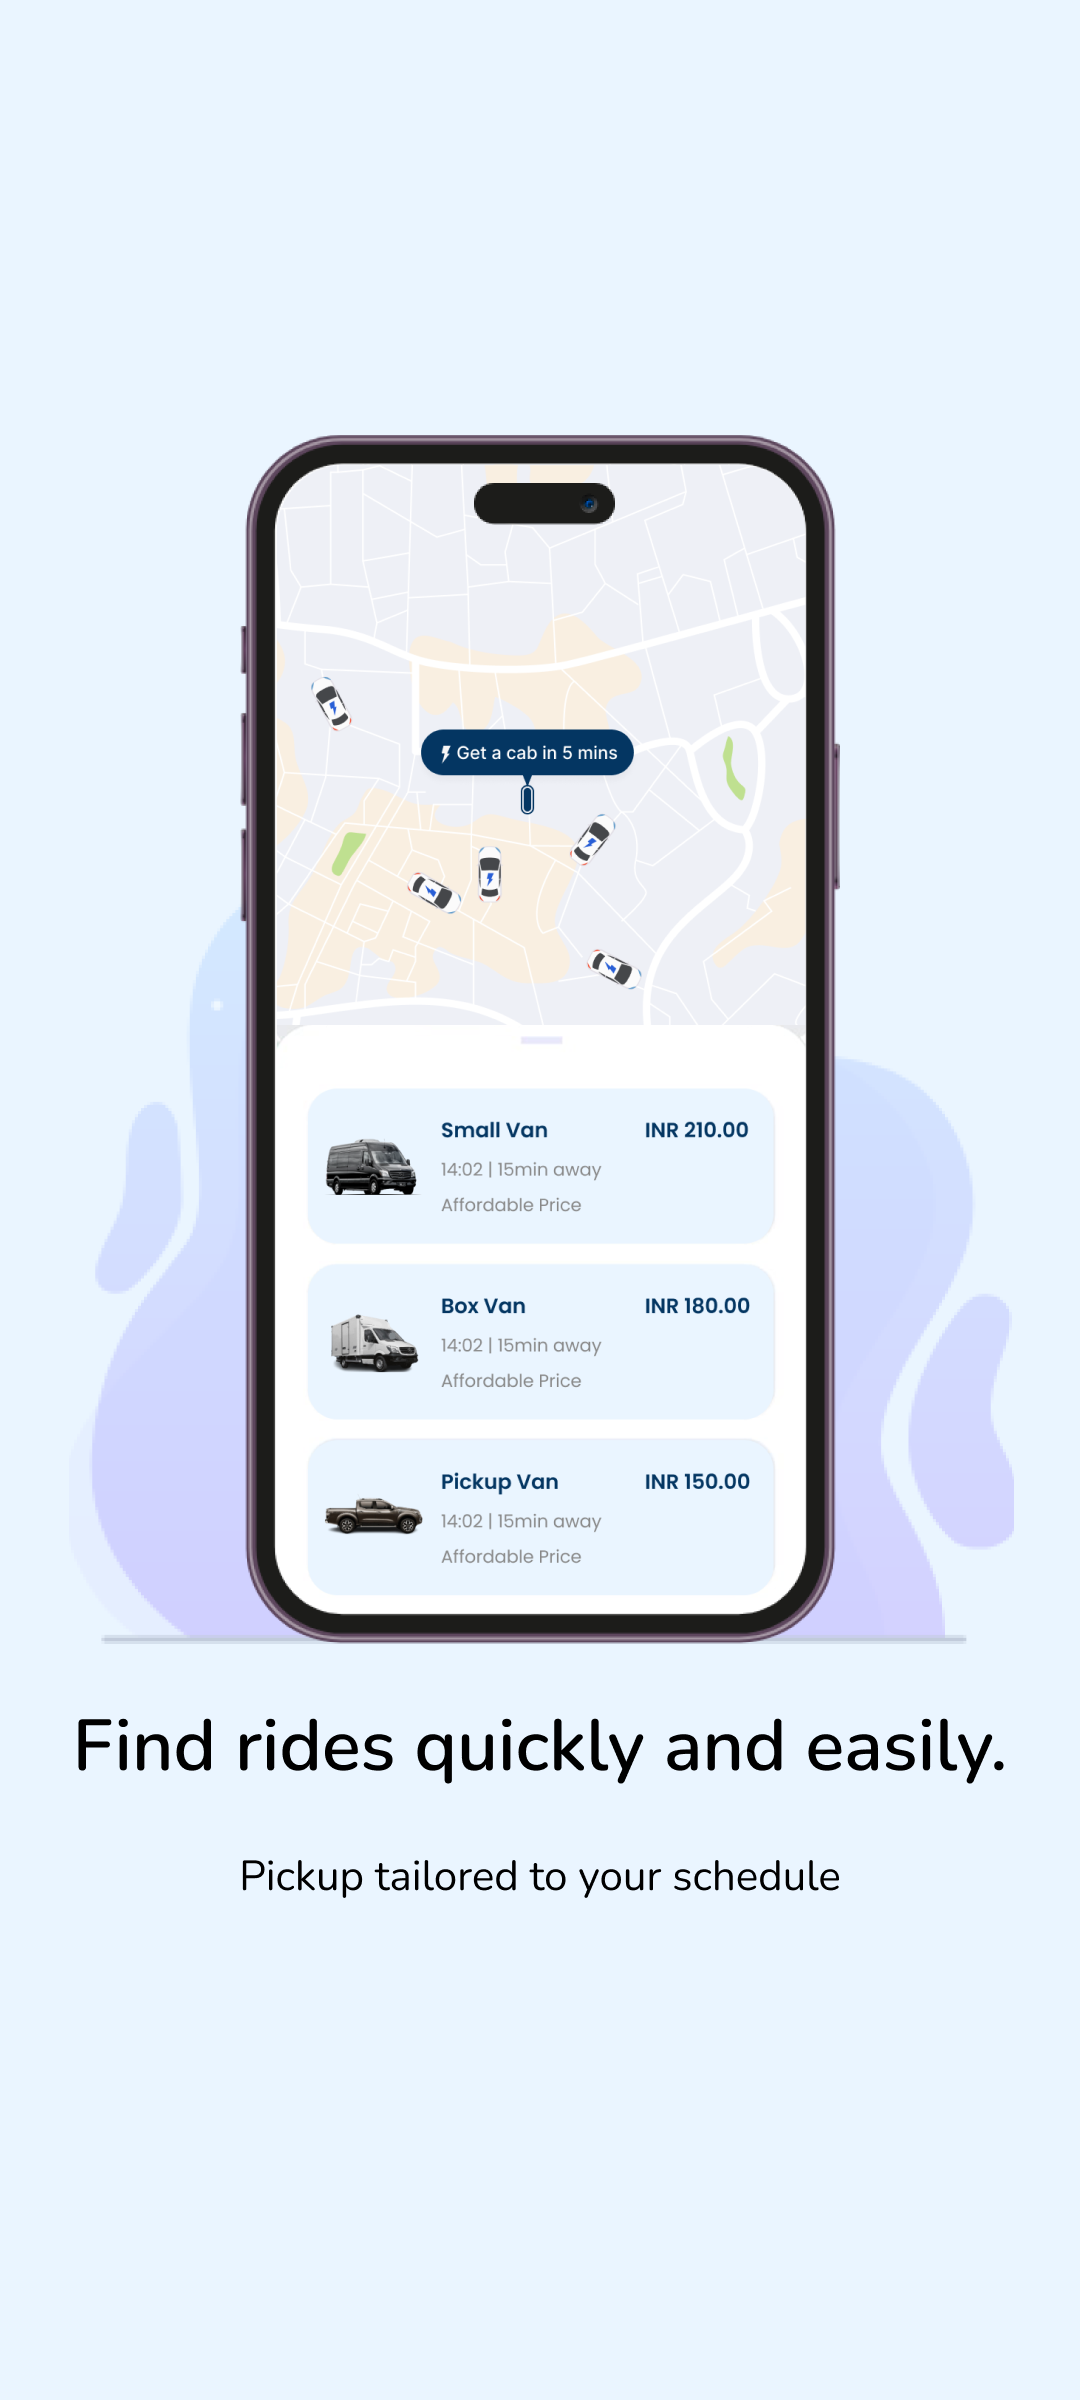 Get a cab in 5 mins
Small Van INR 210.00
14:02 | 15min away
Affordable Price
Box Van INR 180.00
14:02 | 15min away
Affordable Price
Pickup Van INR 150.00
14:02 | 15min away
Affordable Price
Find rides quickly and easily.
Pickup tailored to your schedule